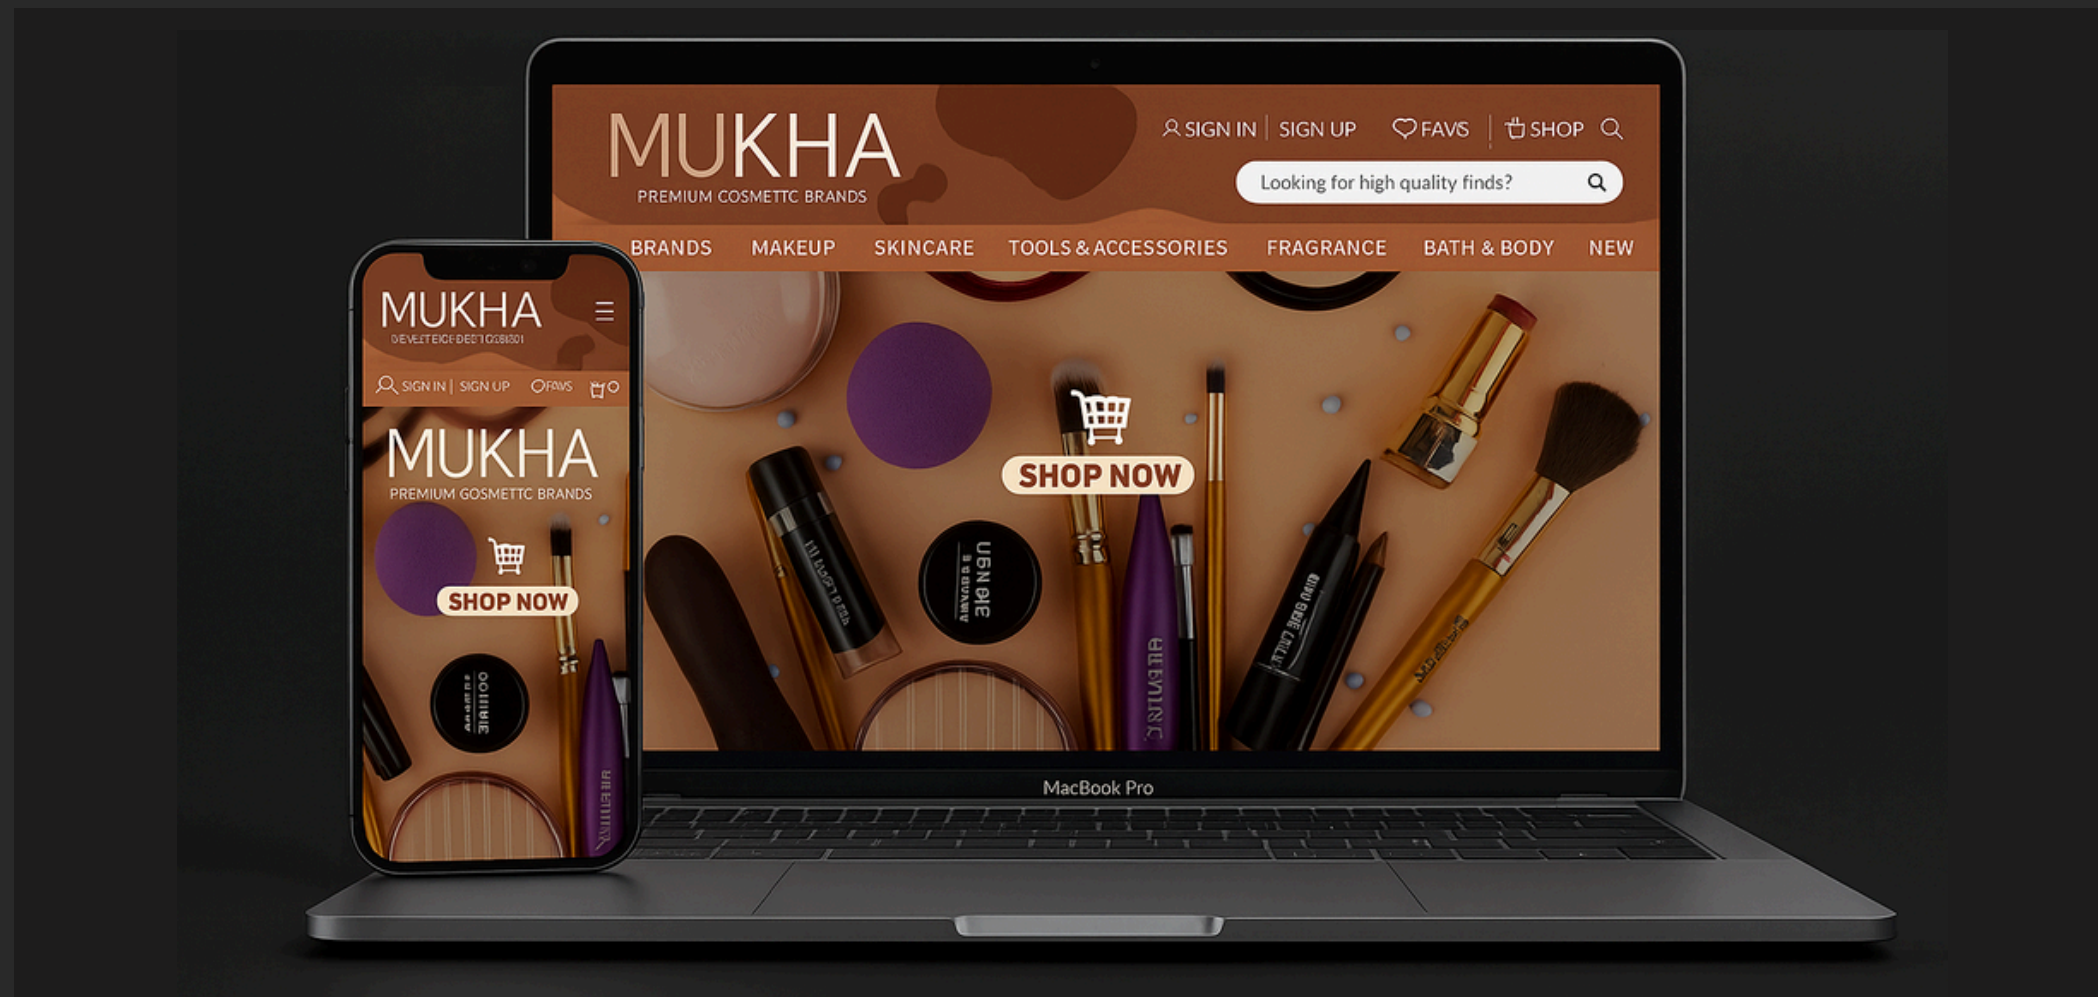 MUKHA
PREMIUM COSMETTC BRANDS
SIGN IN | SIGN UP FAVS | SHOP
Looking for high quality finds?
BRANDS MAKEUP SKINCARE TOOLS & ACCESSORIES FRAGRANCE BATH & BODY NEW
SHOP NOW
MacBook Pro
MUKHA
SIGN IN | SIGN UP FAVS
MUKHA
PREMIUM GOSMETTC BRANDS
SHOP NOW